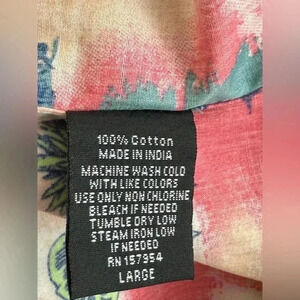 100% Cotton
MADE IN INDIA
MACHINE WASH COLD
WITH LIKE COLORS
USE ONLY NON CHLORINE
BLEACH IF NEEDED
TUMBLE DRY LOW
STEAM IRON LOW
IF NEEDED
RN 157954
LARGE